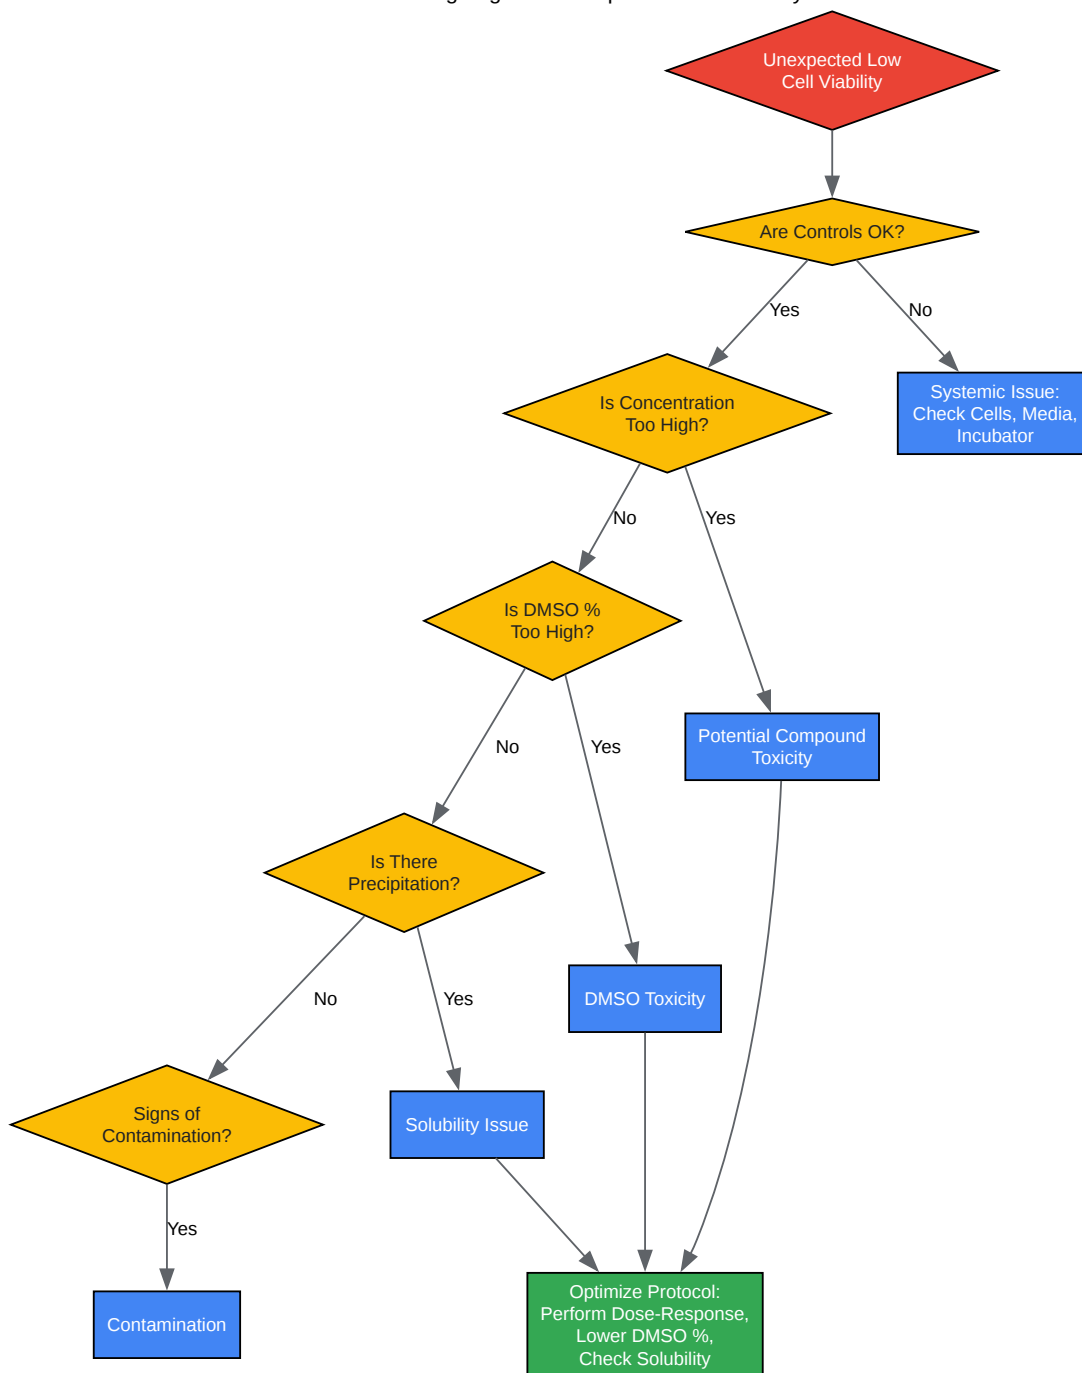 Unexpected Low
Cell Viability
Are Controls OK?
Yes
No
Is Concentration
Too High?
Systemic Issue:
Check Cells, Media,
Incubator
No
Yes
Is DMSO %
Too High?
No
Yes
Potential Compound
Toxicity
Is There
Precipitation?
No
Yes
DMSO Toxicity
Signs of
Contamination?
Solubility Issue
Yes
Contamination
Optimize Protocol:
Perform Dose-Response,
Lower DMSO %,
Check Solubility